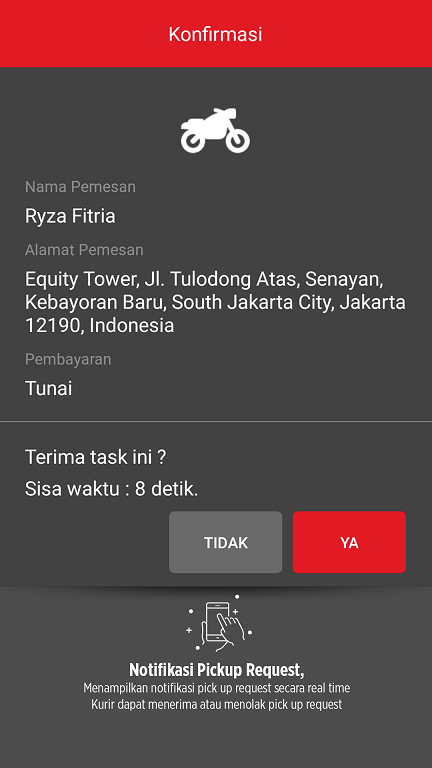 Konfirmasi
Nama Pemesan
Ryza Fitria
Alamat Pemesan
Equity Tower, Jl. Tulodong Atas, Senayan,
Kebayoran Baru, South Jakarta City, Jakarta
12190, Indonesia
Pembayaran
Tunai
Terima task ini ?
Sisa waktu : 8 detik.
TIDAK
YA
Notifikasi Pickup Request,
Menampilkan notifikasi pick up request secara real time
Kurir dapat menerima atau menolak pick up request